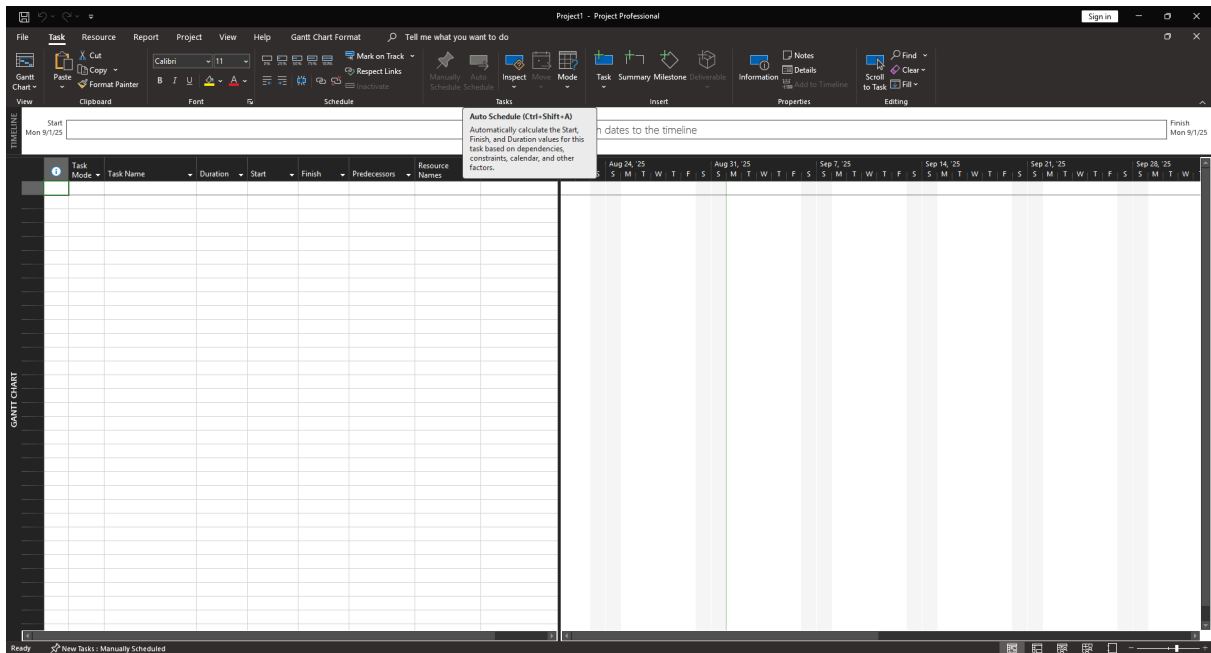 Project1 - Project Professional
Sign in
File Task Resource Report Project View Help Gantt Chart Format Tell me what you want to do
Gantt
Chart
View
Paste
Cut
Copy
Format Painter
Clipboard
Calibri 11
B I U A
Font
0% 25% 50% 75% 100%
Mark on Track
Respect Links
Inactivate
Schedule
Manually
Schedule
Auto
Schedule
Inspect
Move
Mode
Tasks
Task
Summary
Milestone
Deliverable
Insert
Information
Notes
Details
Add to Timeline
Properties
Scroll
to Task
Find
Clear
Fill
Editing
TIMELINE
Start
Mon 9/1/25
dates to the timeline
Finish
Mon 9/1/25
Auto Schedule (Ctrl+Shift+A)
Automatically calculate the Start,
Finish, and Duration values for this
task based on dependencies,
constraints, calendar, and other
factors.
Task
Mode
Task Name
Duration
Start
Finish
Predecessors
Resource
Names
Aug 24, '25 Aug 31, '25 Sep 7, '25 Sep 14, '25 Sep 21, '25 Sep 28, '25
S S M T W T F S S M T W T F S S M T W T F S S M T W T F S S M T W T F S S M T W
GANTT CHART
Ready
New Tasks : Manually Scheduled